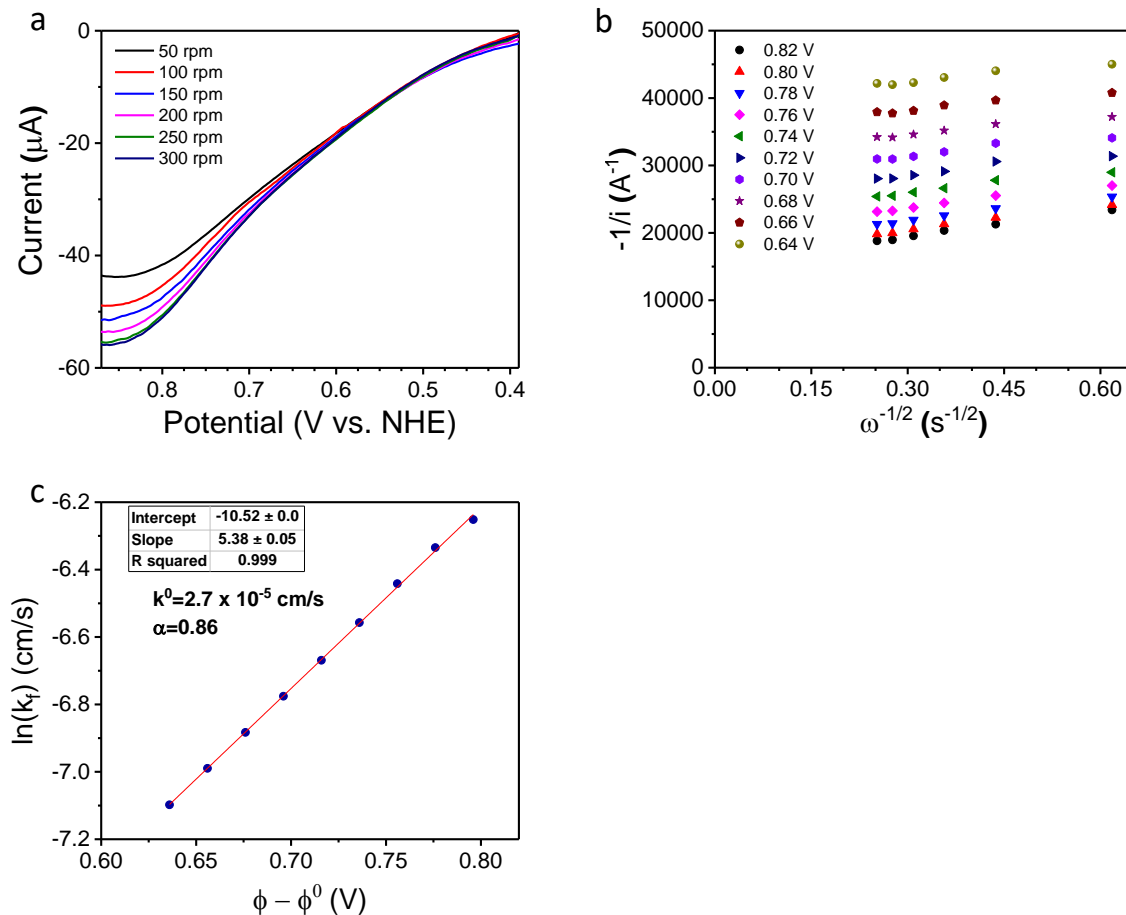 a
0
-20
-40
-60
0.8
0.7
0.6
0.5
0.4
Current (μA)
Potential (V vs. NHE)
50 rpm
100 rpm
150 rpm
200 rpm
250 rpm
300 rpm
b
50000
40000
30000
20000
10000
0
0.00
0.15
0.30
0.45
0.60
-1/i (A⁻¹)
ω⁻¹/² (s⁻¹/²)
0.82 V
0.80 V
0.78 V
0.76 V
0.74 V
0.72 V
0.70 V
0.68 V
0.66 V
0.64 V
c
-6.2
-6.4
-6.6
-6.8
-7.0
-7.2
0.60
0.65
0.70
0.75
0.80
ln(kf) (cm/s)
ϕ − ϕ⁰ (V)
Intercept -10.52 ± 0.0
Slope 5.38 ± 0.05
R squared 0.999
k⁰=2.7 x 10⁻⁵ cm/s
α=0.86